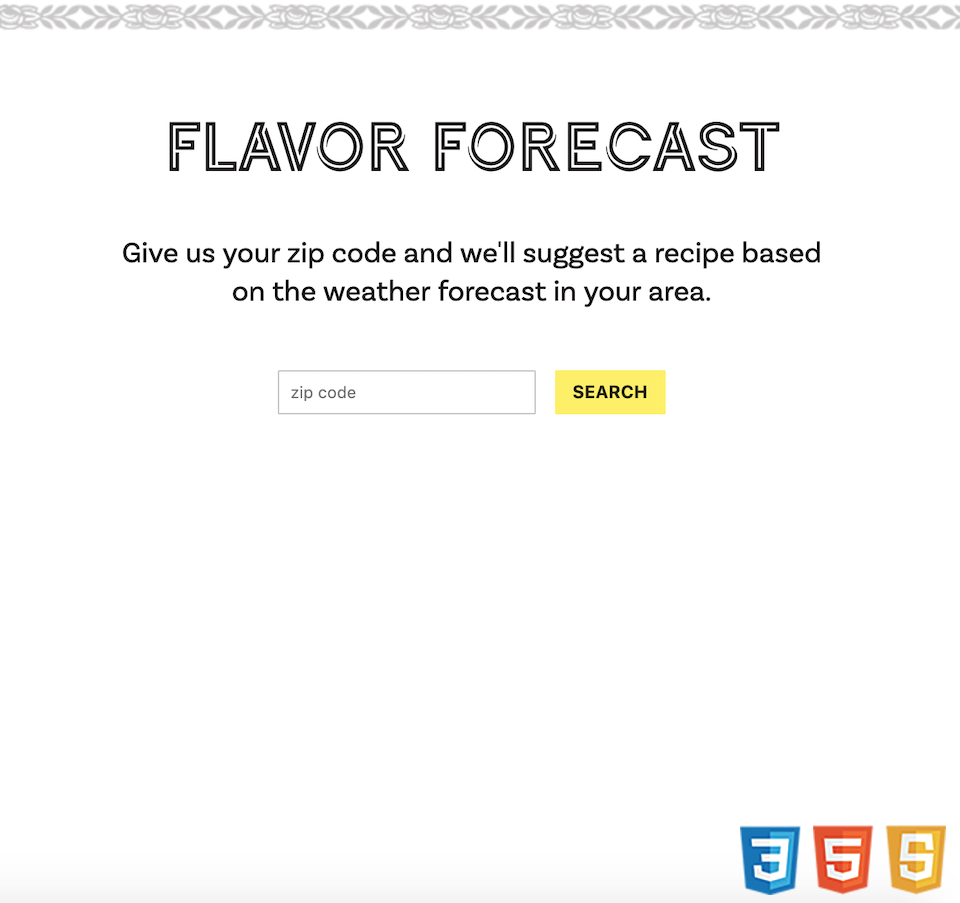 FLAVOR FORECAST
Give us your zip code and we'll suggest a recipe based
on the weather forecast in your area.
zip code SEARCH
3 5 5